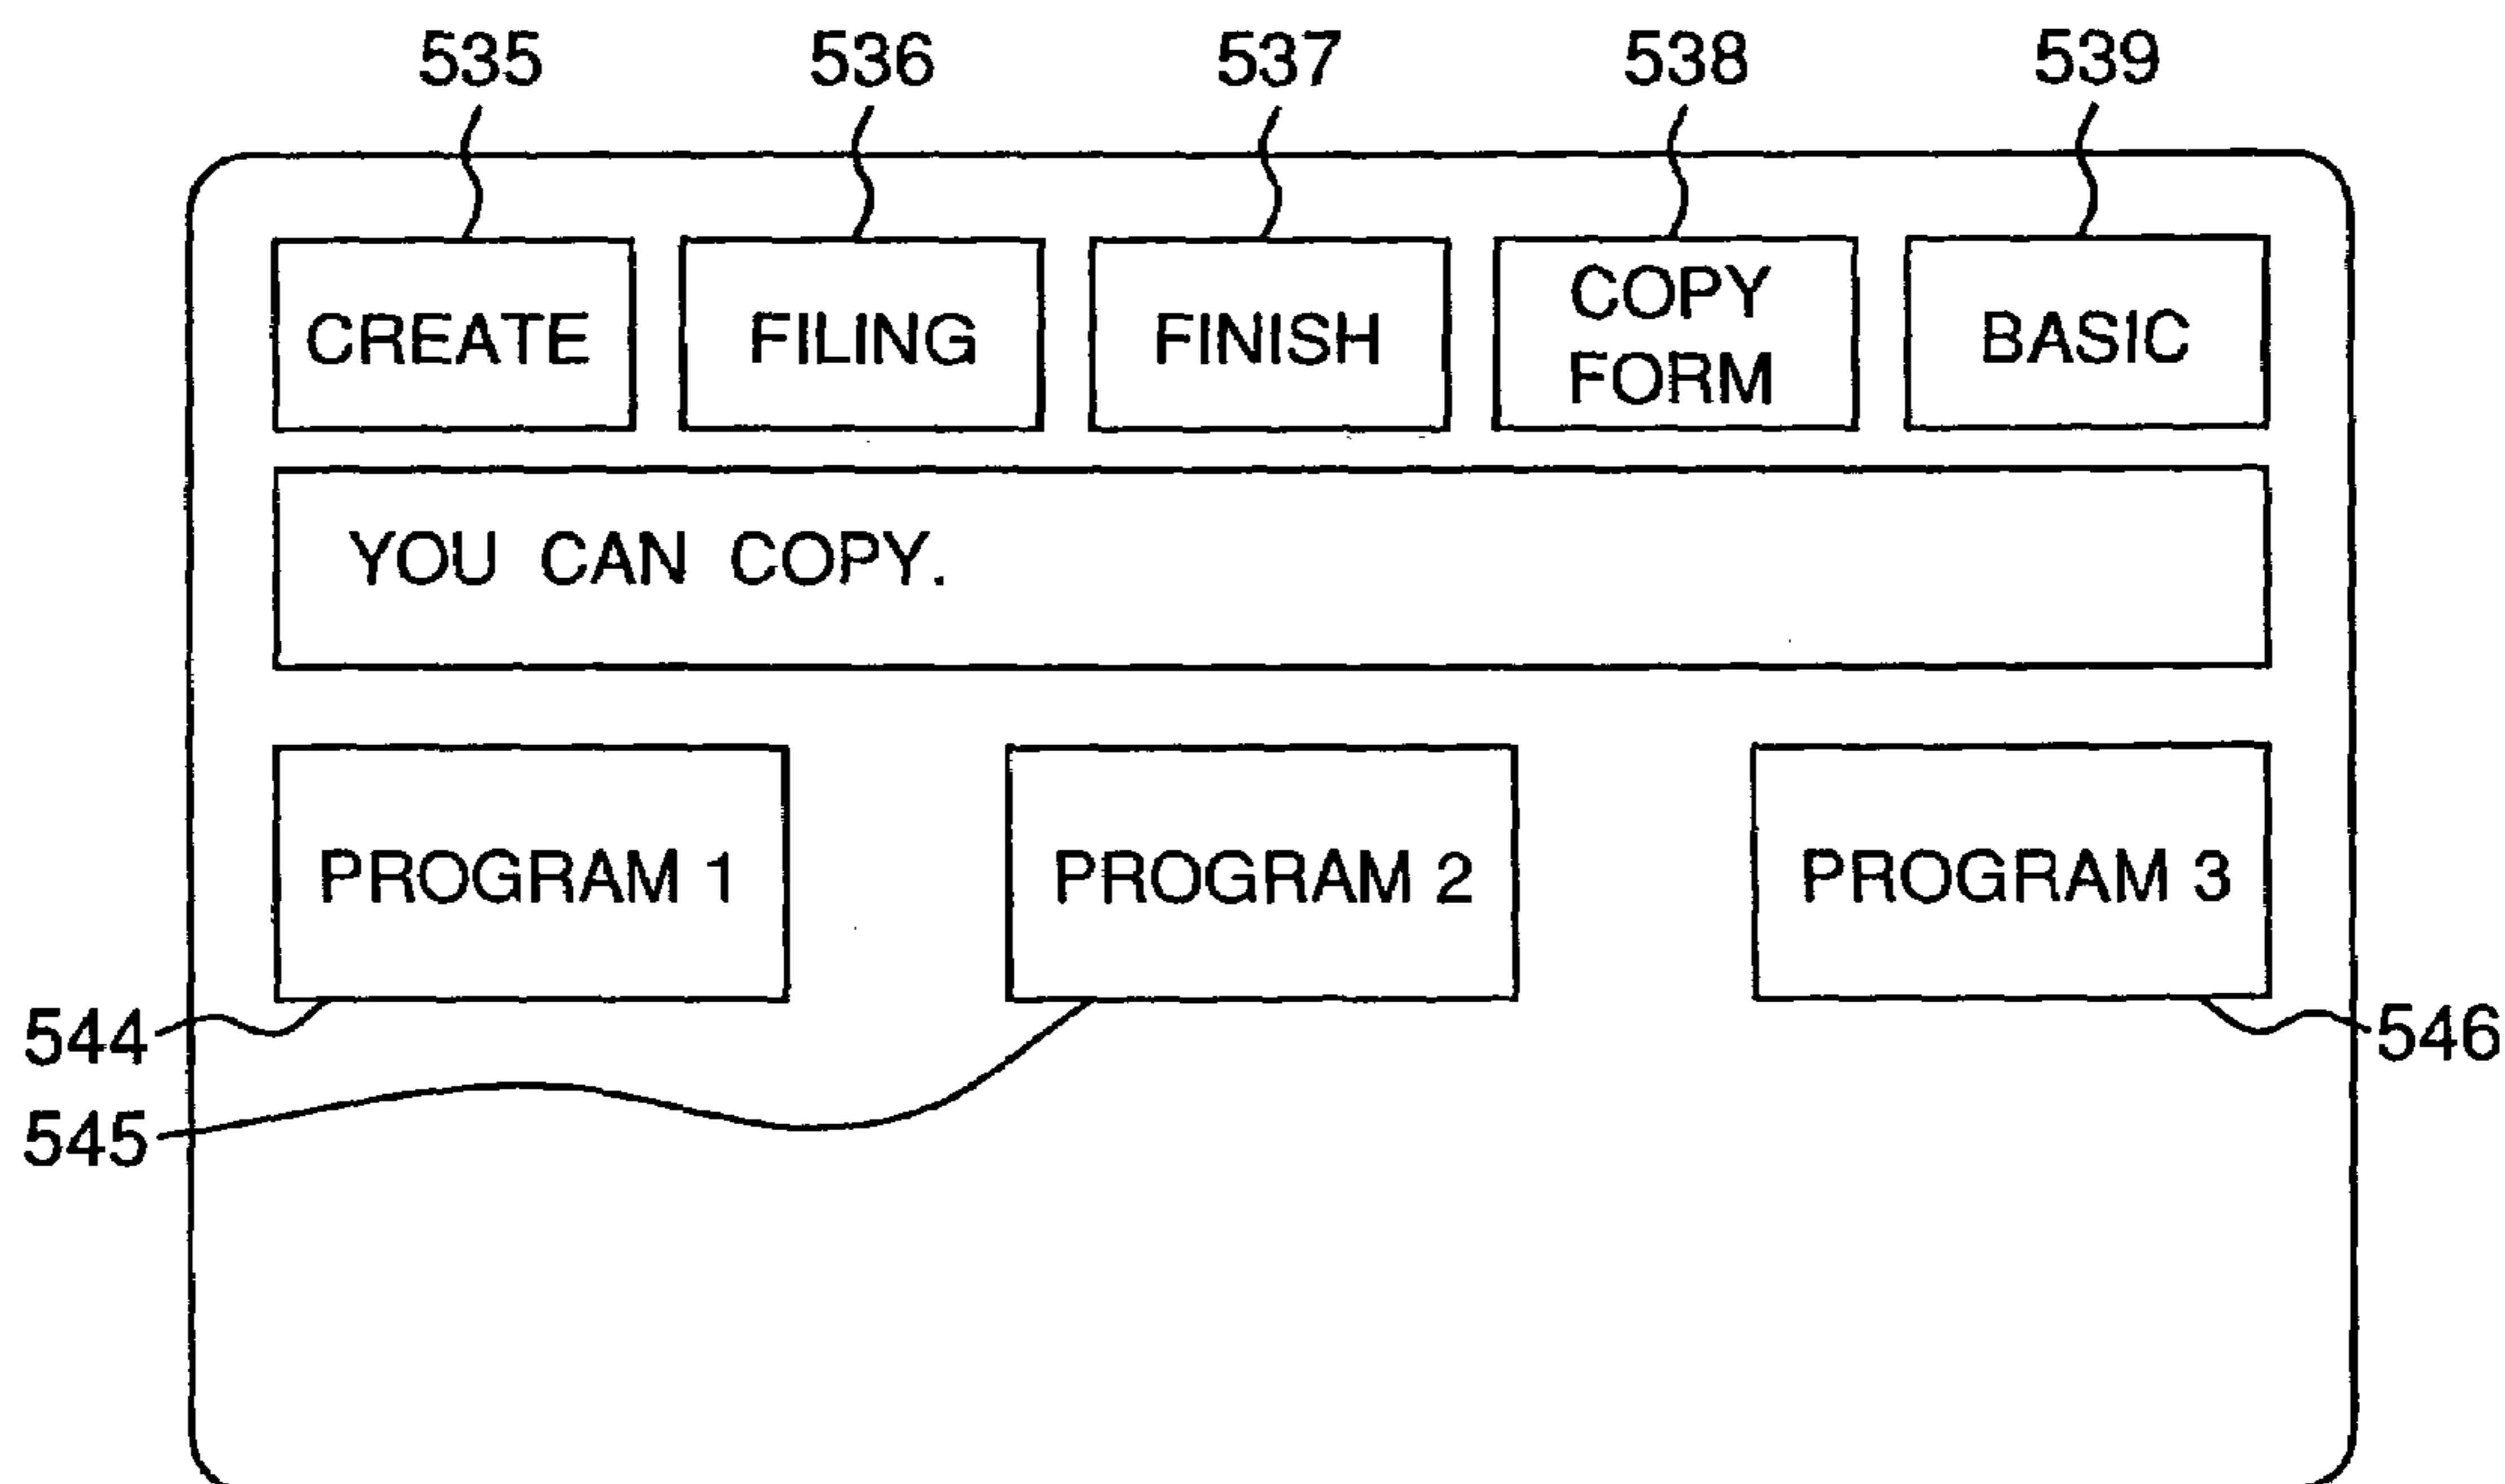 535 536 537 538 539
CREATE FILING FINISH COPY FORM BASIC
YOU CAN COPY.
PROGRAM 1 PROGRAM 2 PROGRAM 3
544 546
545